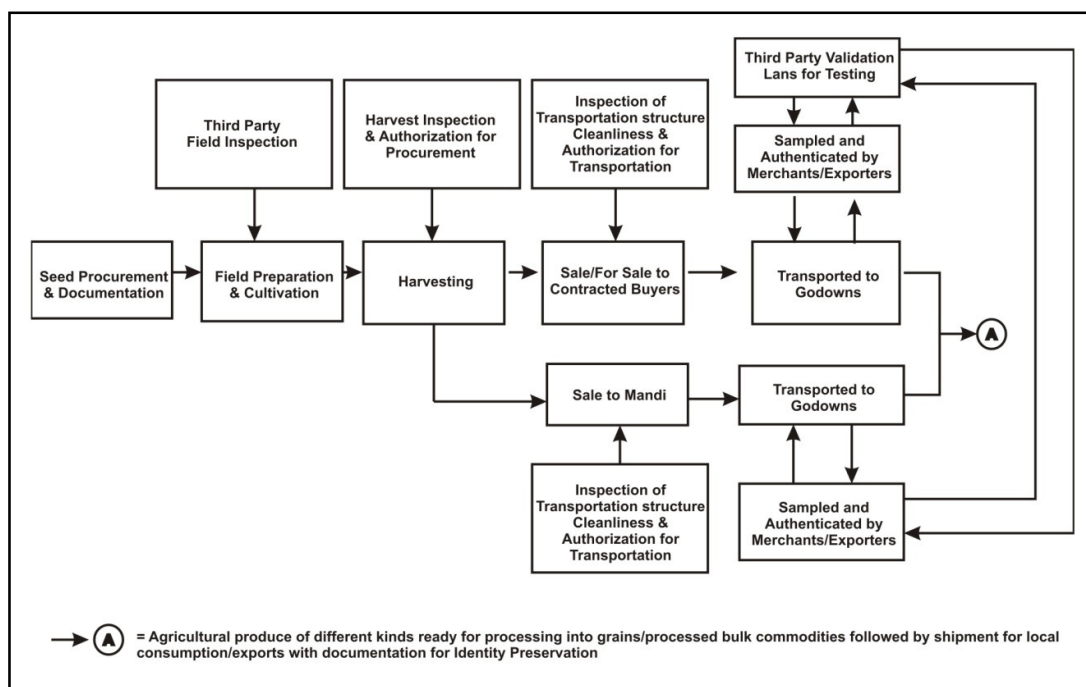 Third Party Validation
Lans for Testing
Third Party
Field Inspection
Harvest Inspection
& Authorization for
Procurement
Inspection of
Transportation structure
Cleanliness &
Authorization for
Transportation
Sampled and
Authenticated by
Merchants/Exporters
Seed Procurement
& Documentation
Field Preparation
& Cultivation
Harvesting
Sale/For Sale to
Contracted Buyers
Transported to
Godowns
A
Sale to Mandi
Transported to
Godowns
Inspection of
Transportation structure
Cleanliness &
Authorization for
Transportation
Sampled and
Authenticated by
Merchants/Exporters
A = Agricultural produce of different kinds ready for processing into grains/processed bulk commodities followed by shipment for local
consumption/exports with documentation for Identity Preservation